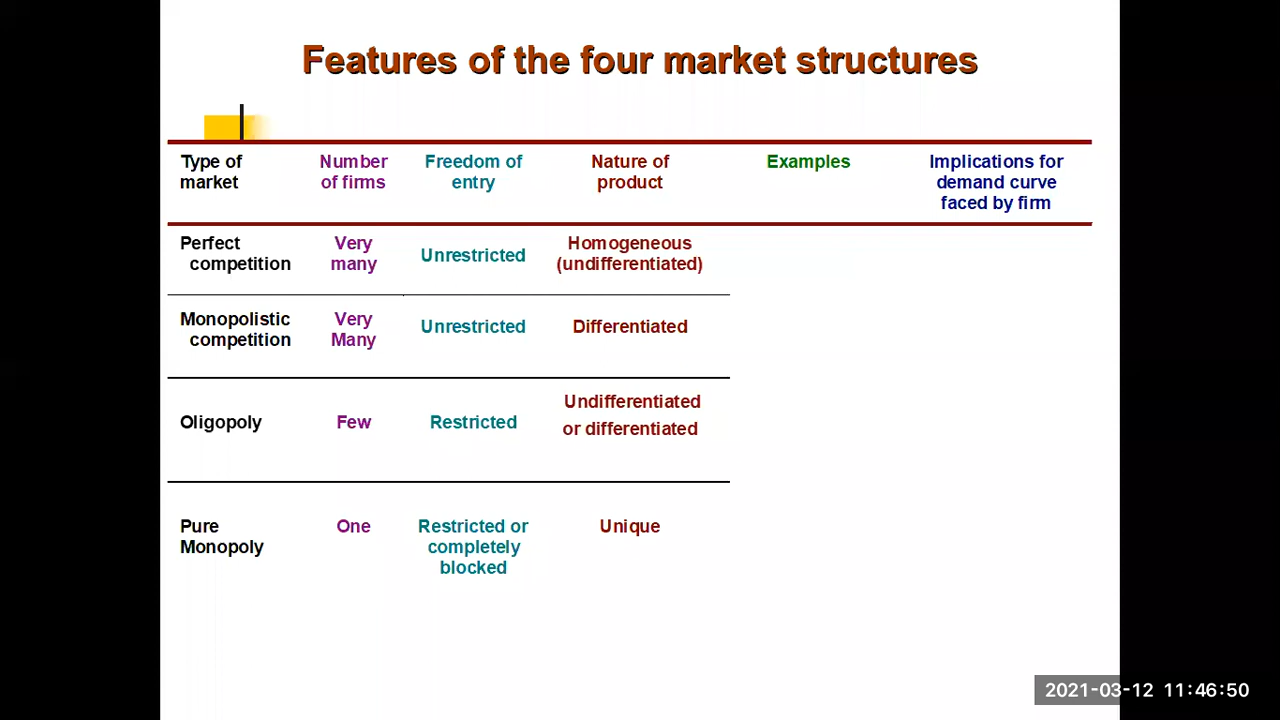 Features of the four market structures
Type of market
Number of firms
Freedom of entry
Nature of product
Examples
Implications for demand curve faced by firm
Perfect competition
Very many
Unrestricted
Homogeneous (undifferentiated)
Monopolistic competition
Very Many
Unrestricted
Differentiated
Oligopoly
Few
Restricted
Undifferentiated or differentiated
Pure Monopoly
One
Restricted or completely blocked
Unique
2021-03-12 11:46:50